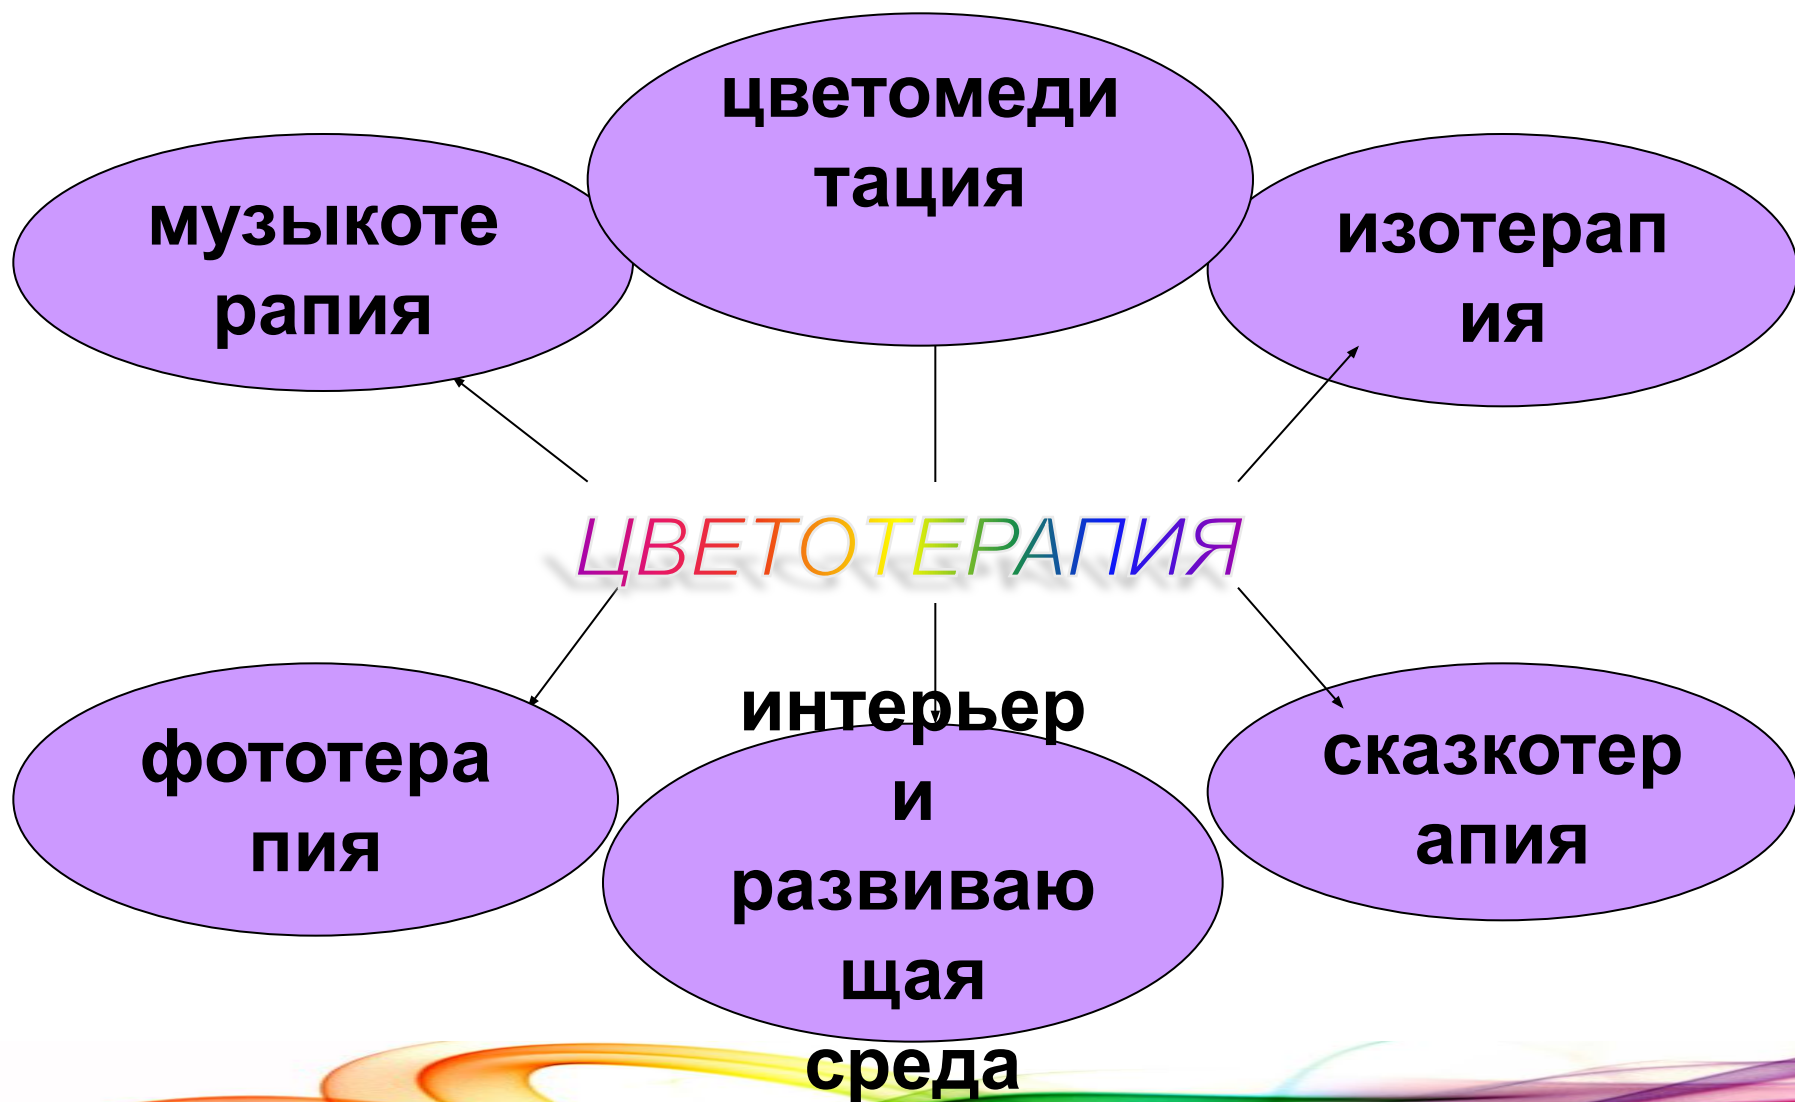 цветомеди
тация
музыкоте
рапия
изотерап
ия
ЦВЕТОТЕРАПИЯ
фототера
пия
интерьер
и
развиваю
щая
среда
сказкотер
апия